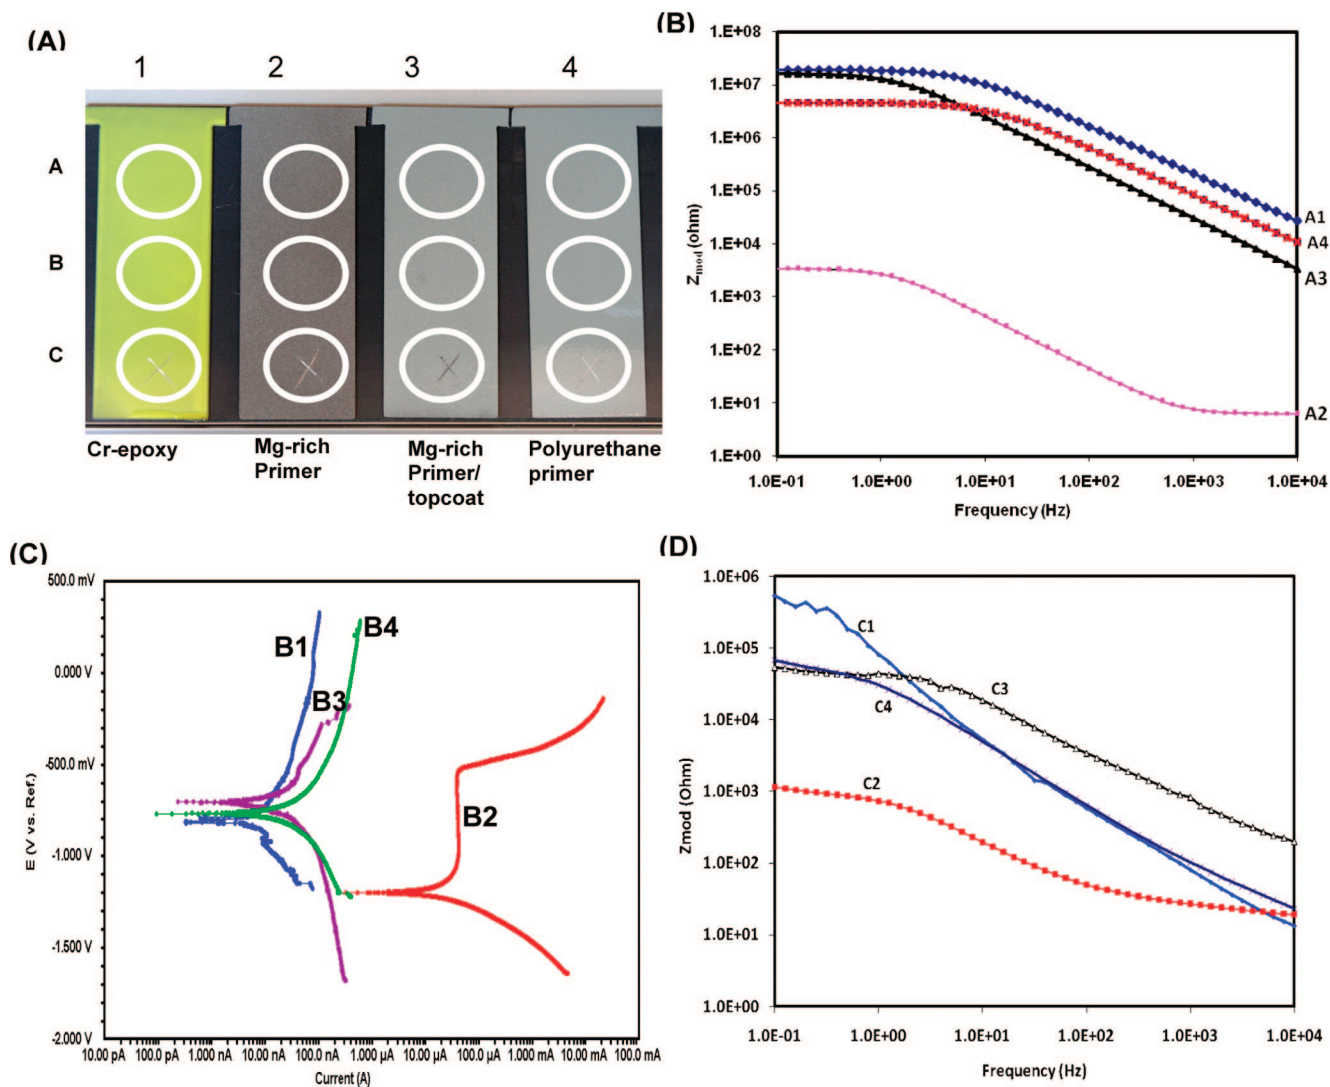 (A)
1 2 3 4
A
B
C
Cr-epoxy
Mg-rich
Primer
Mg-rich
Primer/
topcoat
Polyurethane
primer
(B)
1.E+08
1.E+07
1.E+06
1.E+05
1.E+04
1.E+03
1.E+02
1.E+01
1.E+00
Zmod (ohm)
A1
A4
A3
A2
1.0E-01 1.0E+00 1.0E+01 1.0E+02 1.0E+03 1.0E+04
Frequency (Hz)
(C)
500.0 mV
0.000 V
-500.0 mV
-1.000 V
-1.500 V
-2.000 V
E (V vs. Ref.)
B1
B4
B3
B2
10.00 pA 100.0 pA 1.000 nA 10.00 nA 100.0 nA 1.000 µA 10.00 µA 100.0 µA 1.000 mA 10.00 mA 100.0 mA
Current (A)
(D)
1.0E+06
1.0E+05
1.0E+04
1.0E+03
1.0E+02
1.0E+01
1.0E+00
Zmod (Ohm)
C1
C3
C4
C2
1.0E-01 1.0E+00 1.0E+01 1.0E+02 1.0E+03 1.0E+04
Frequency (Hz)